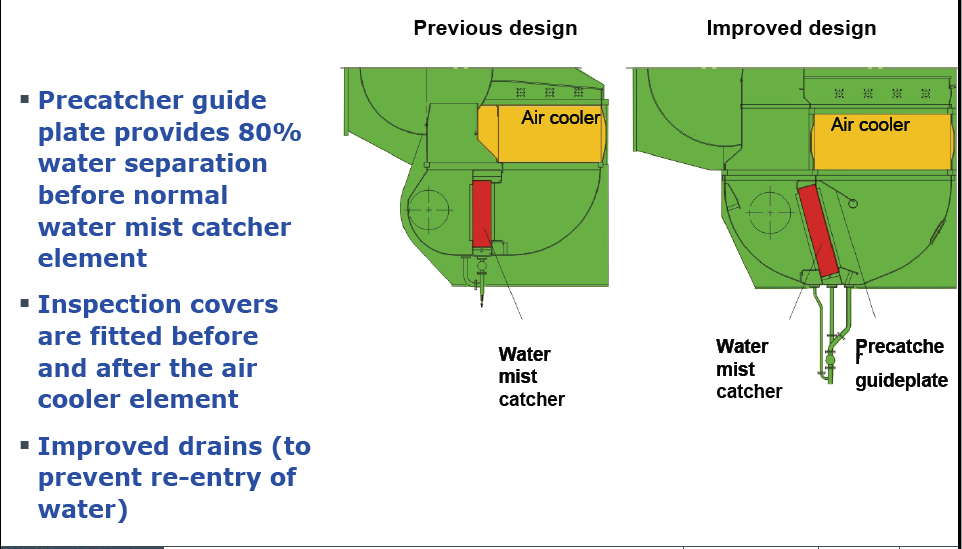 Previous design
Improved design
▪ Precatcher guide
plate provides 80%
water separation
before normal
water mist catcher
element
▪ Inspection covers
are fitted before
and after the air
cooler element
▪ Improved drains (to
prevent re-entry of
water)
Air cooler
Water
mist
catcher
Air cooler
Water
mist
catcher
Precatche
r
guideplate